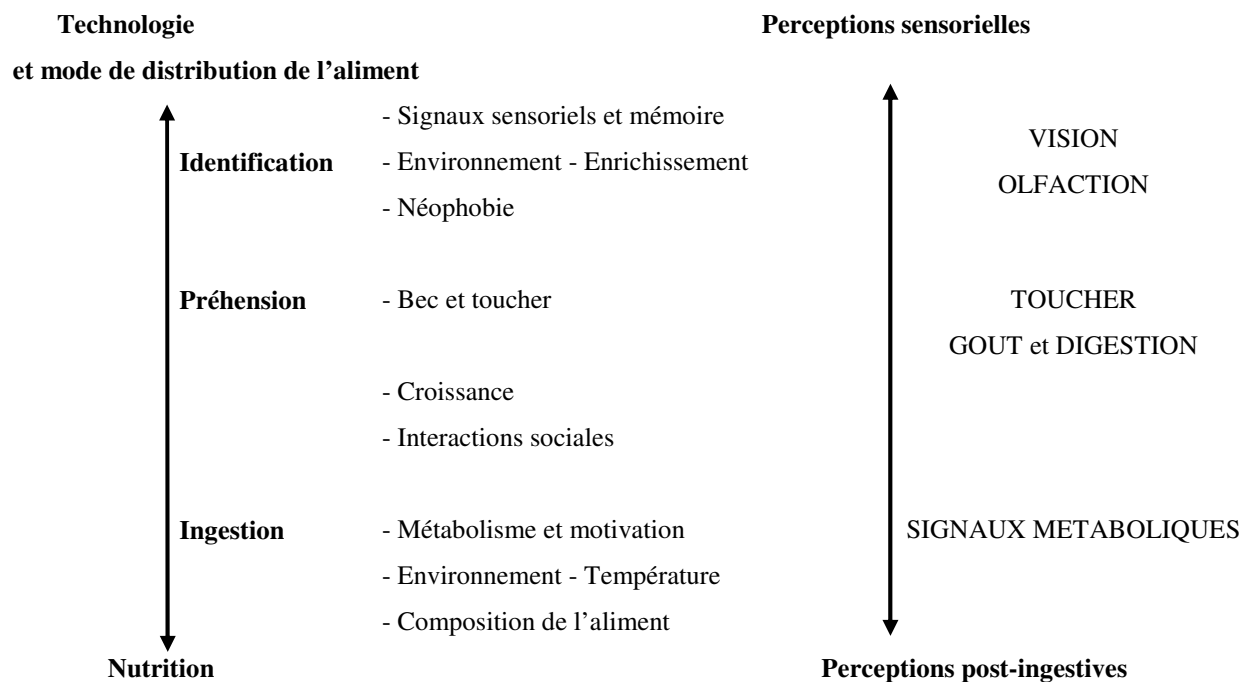 Technologie
et mode de distribution de l’aliment
Perceptions sensorielles
- Signaux sensoriels et mémoire
Identification - Environnement - Enrichissement
- Néophobie
VISION
OLFACTION
Préhension - Bec et toucher
TOUCHER
GOUT et DIGESTION
- Croissance
- Interactions sociales
Ingestion - Métabolisme et motivation
SIGNAUX METABOLIQUES
- Environnement - Température
- Composition de l’aliment
Nutrition
Perceptions post-ingestives